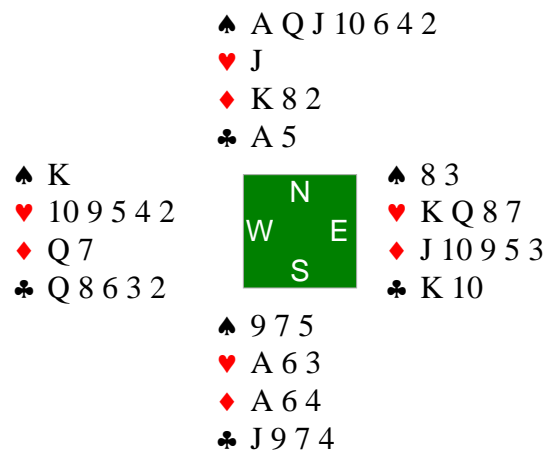 ♠ A Q J 10 6 4 2
♥ J
♦ K 8 2
♣ A 5
♠ K
♥ 10 9 5 4 2
♦ Q 7
♣ Q 8 6 3 2
N
W E
S
♠ 8 3
♥ K Q 8 7
♦ J 10 9 5 3
♣ K 10
♠ 9 7 5
♥ A 6 3
♦ A 6 4
♣ J 9 7 4